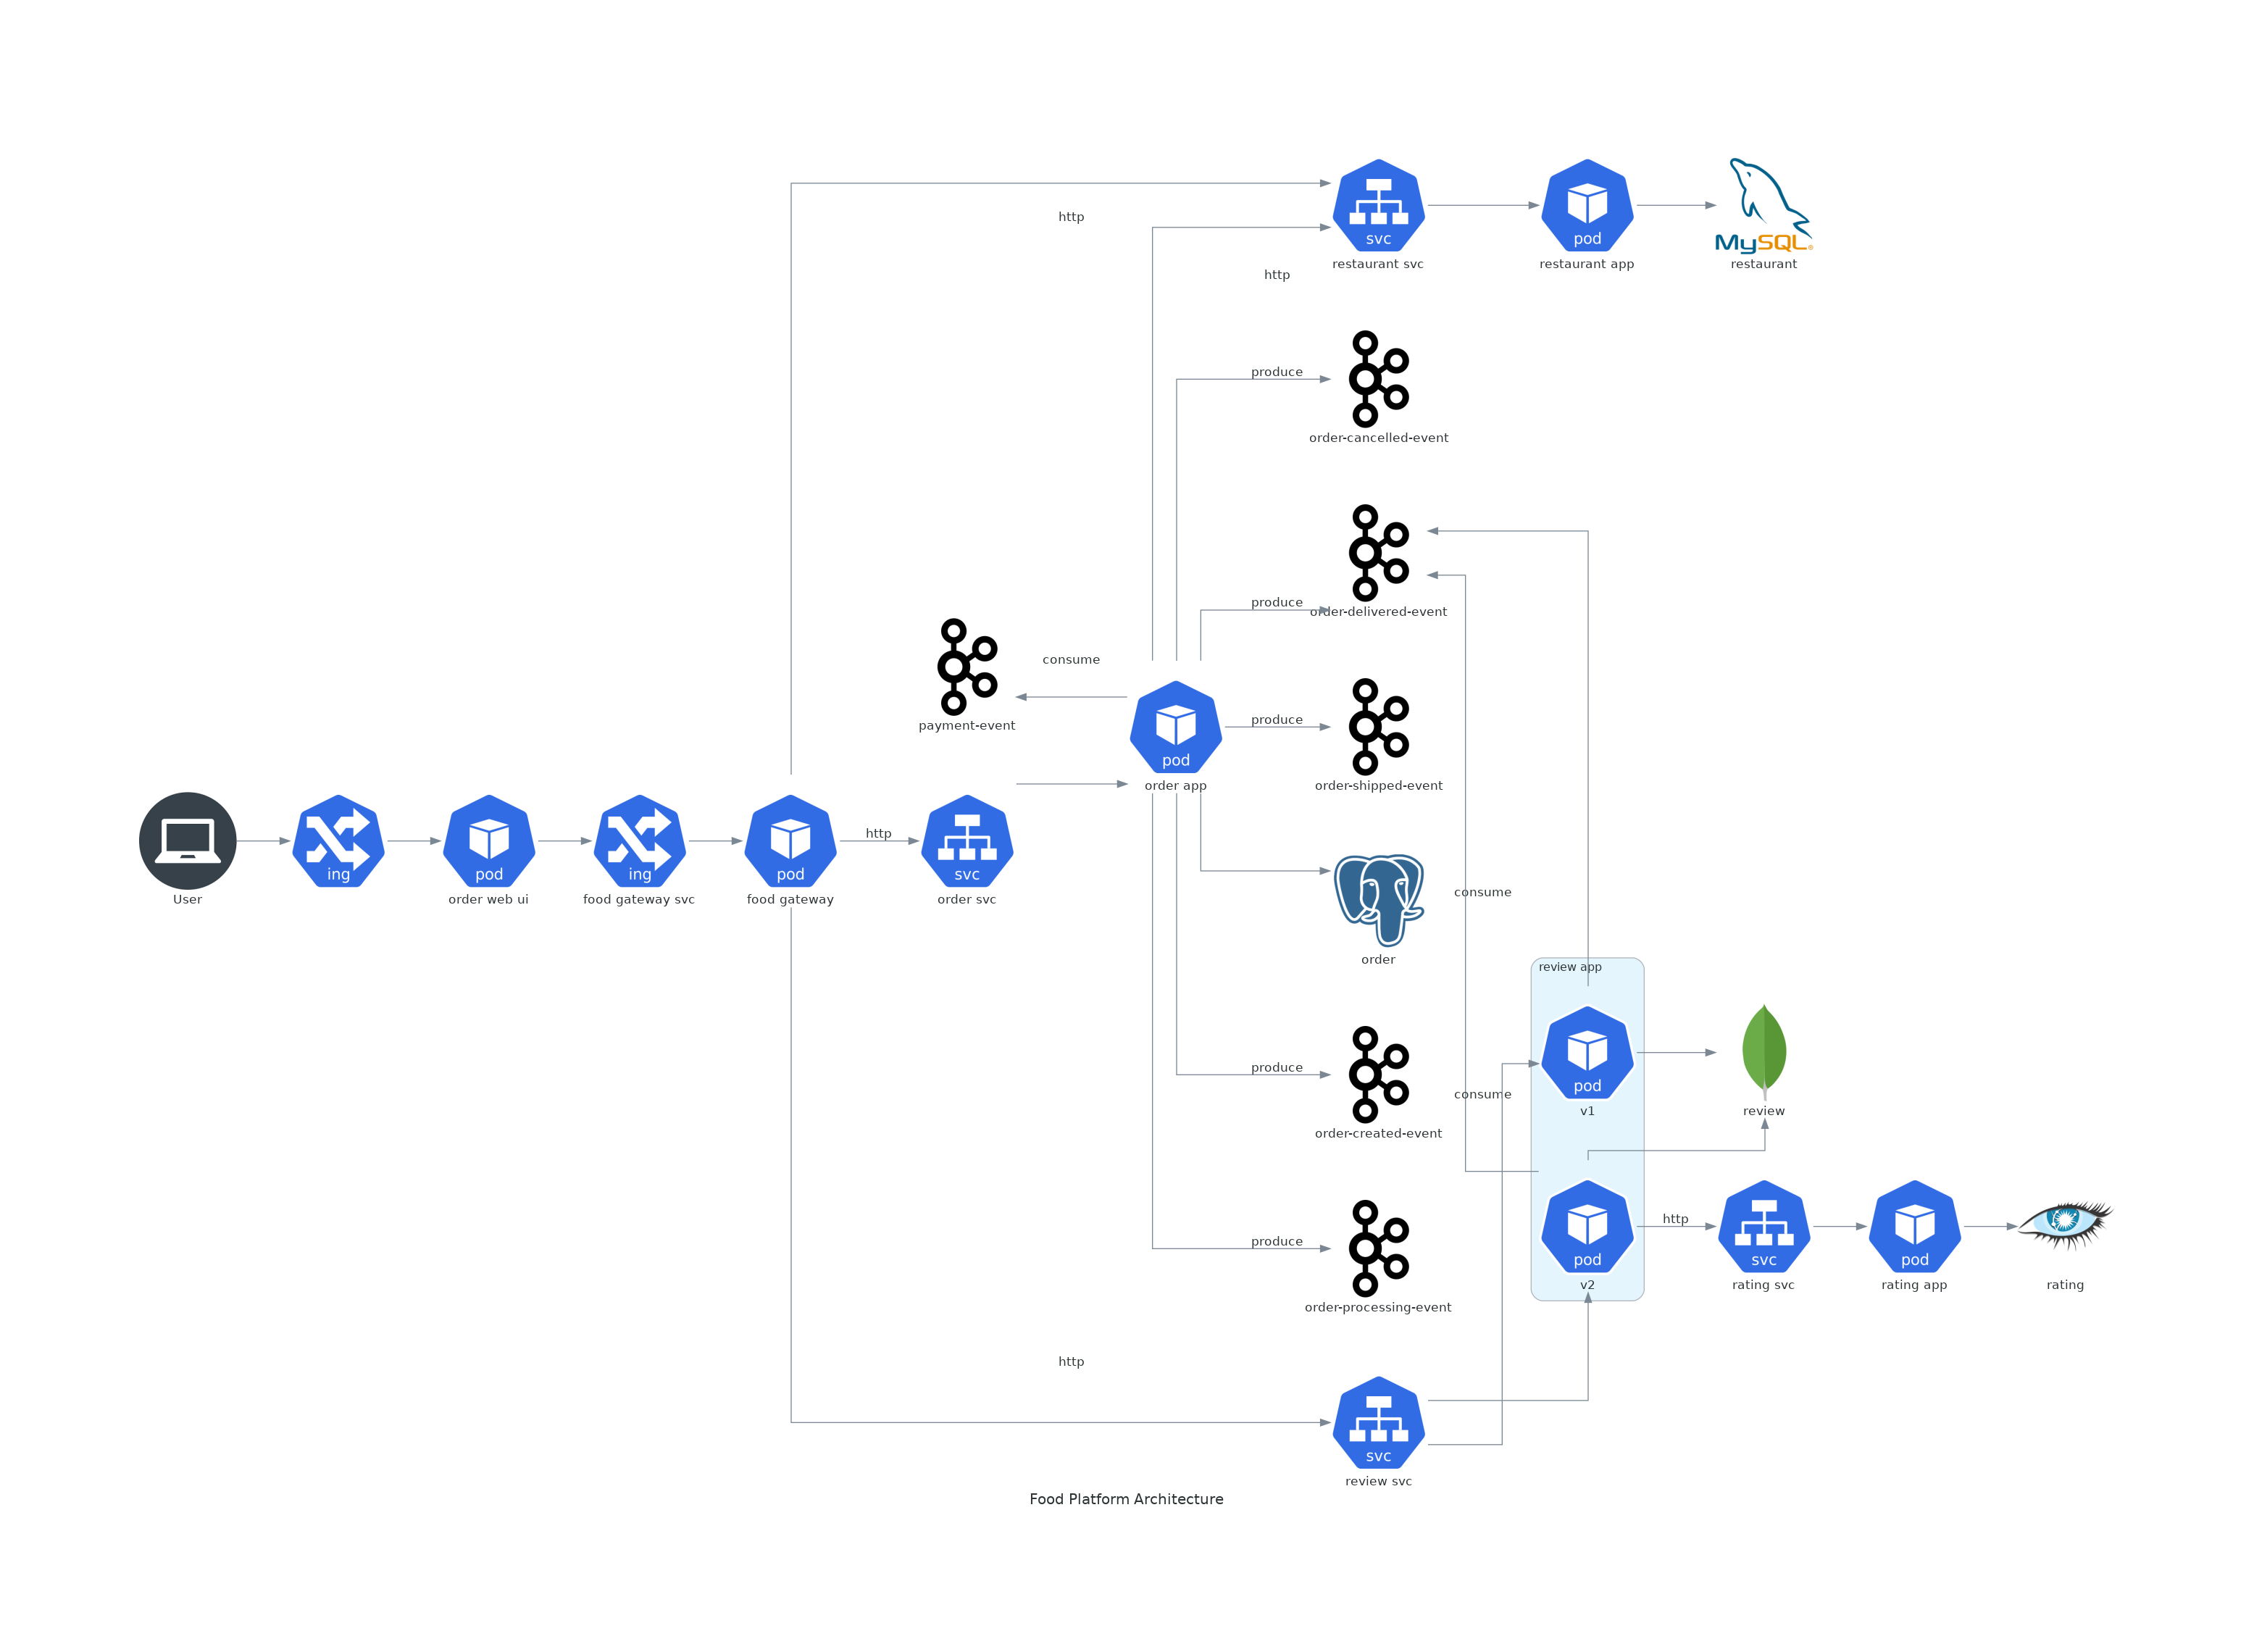 svc
restaurant svc
pod
restaurant app
MySQL®
restaurant
http
http
produce
order-cancelled-event
produce
order-delivered-event
consume
payment-event
produce
order-shipped-event
pod
order app
User
ing
pod
order web ui
ing
food gateway svc
pod
food gateway
http
svc
order svc
order
consume
review app
pod
v1
review
produce
order-created-event
consume
pod
v2
http
svc
rating svc
pod
rating app
rating
produce
order-processing-event
http
svc
review svc
Food Platform Architecture